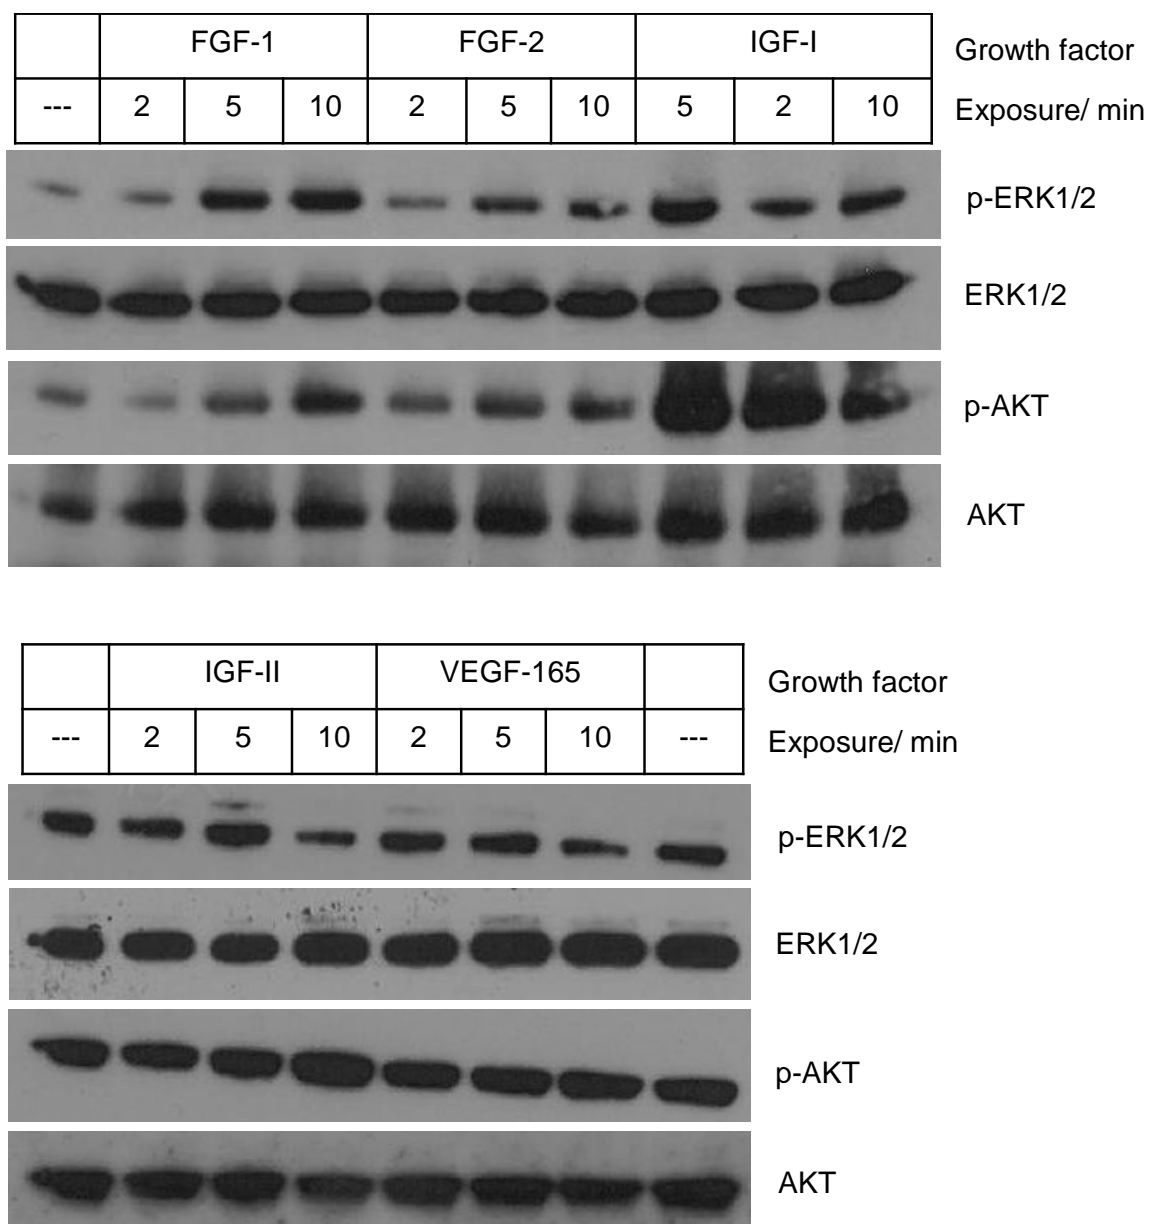 FGF-1 FGF-2 IGF-I Growth factor
--- 2 5 10 2 5 10 5 2 10 Exposure/ min
p-ERK1/2
ERK1/2
p-AKT
AKT
IGF-II VEGF-165 Growth factor
--- 2 5 10 2 5 10 --- Exposure/ min
p-ERK1/2
ERK1/2
p-AKT
AKT